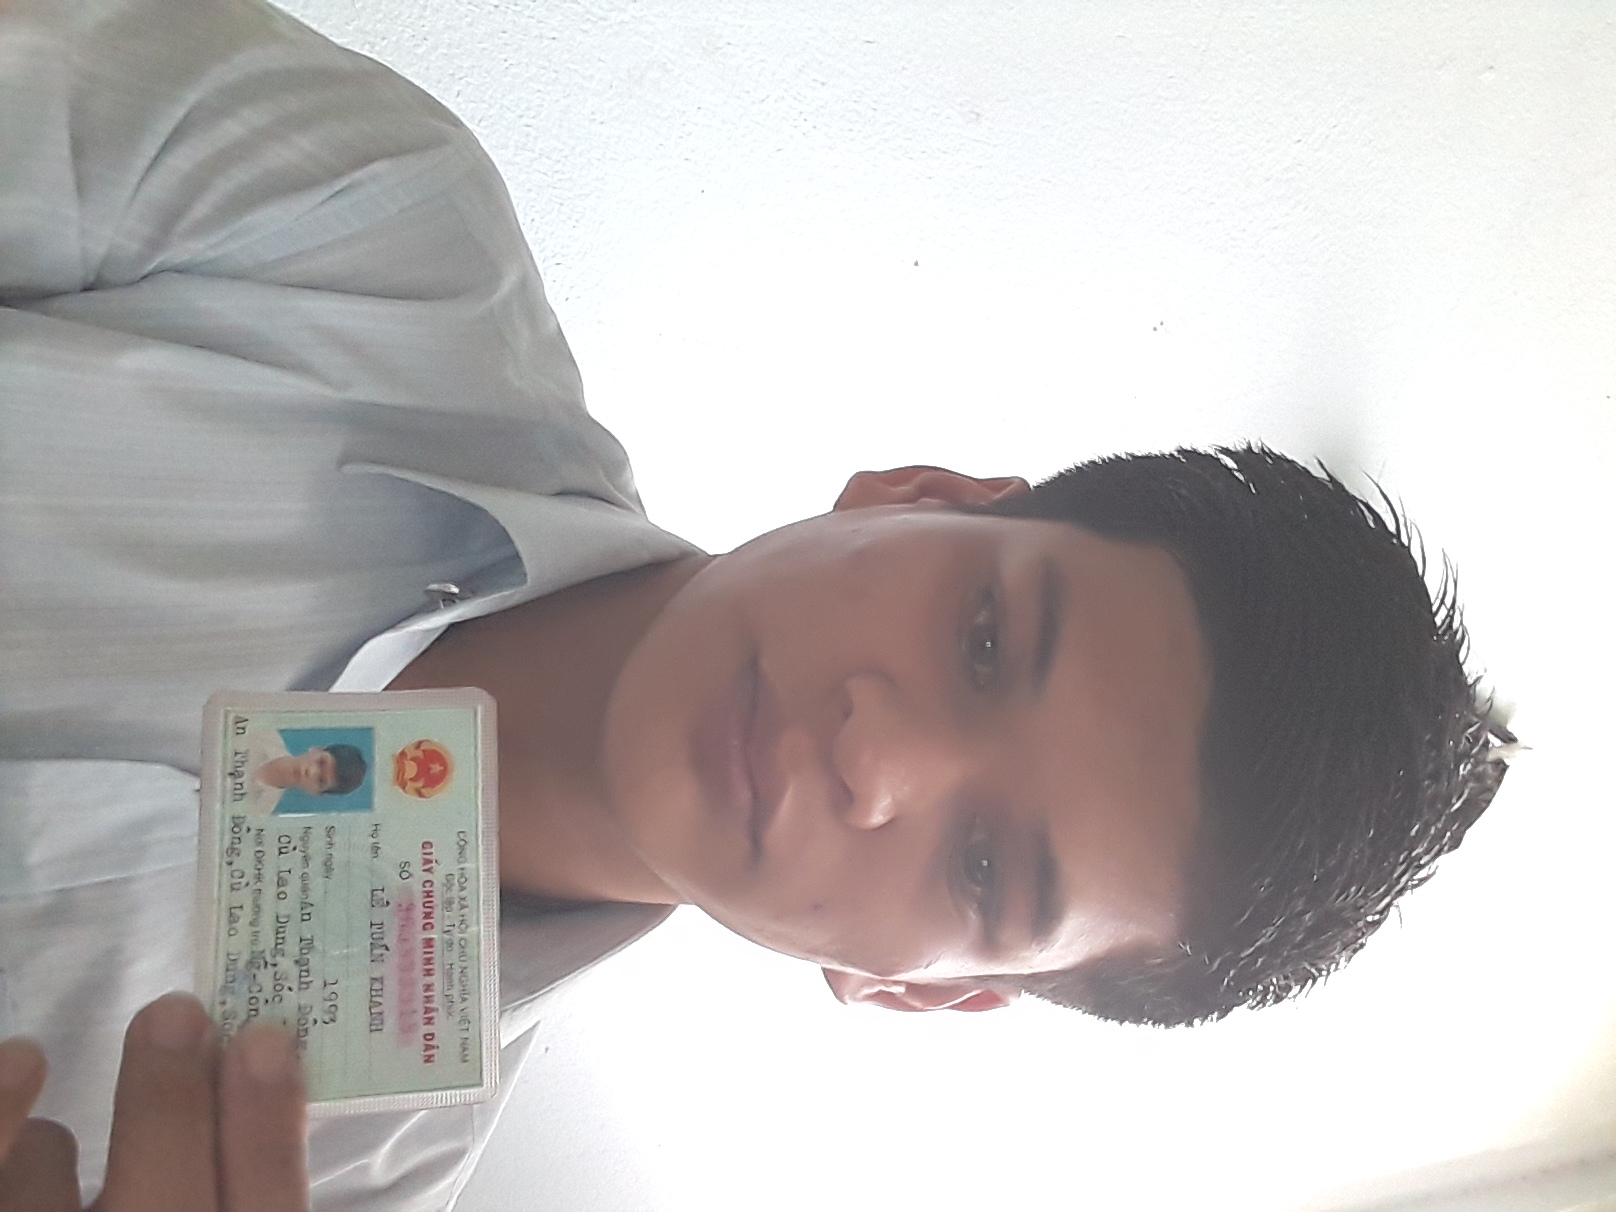 CỘNG HÒA XÃ HỘI CHỦ NGHĨA VIỆT NAM
Độc lập - Tự do - Hạnh phúc
GIẤY CHỨNG MINH NHÂN DÂN
SỐ
Họ tên LÊ TUẤN KHANH
Sinh ngày 1993
Nguyên quán An Thạnh Đông,
Cù Lao Dung,Sóc
Nơi ĐKHK thường trú
An Thạnh Đông,Cù Lao Dung,Sóc